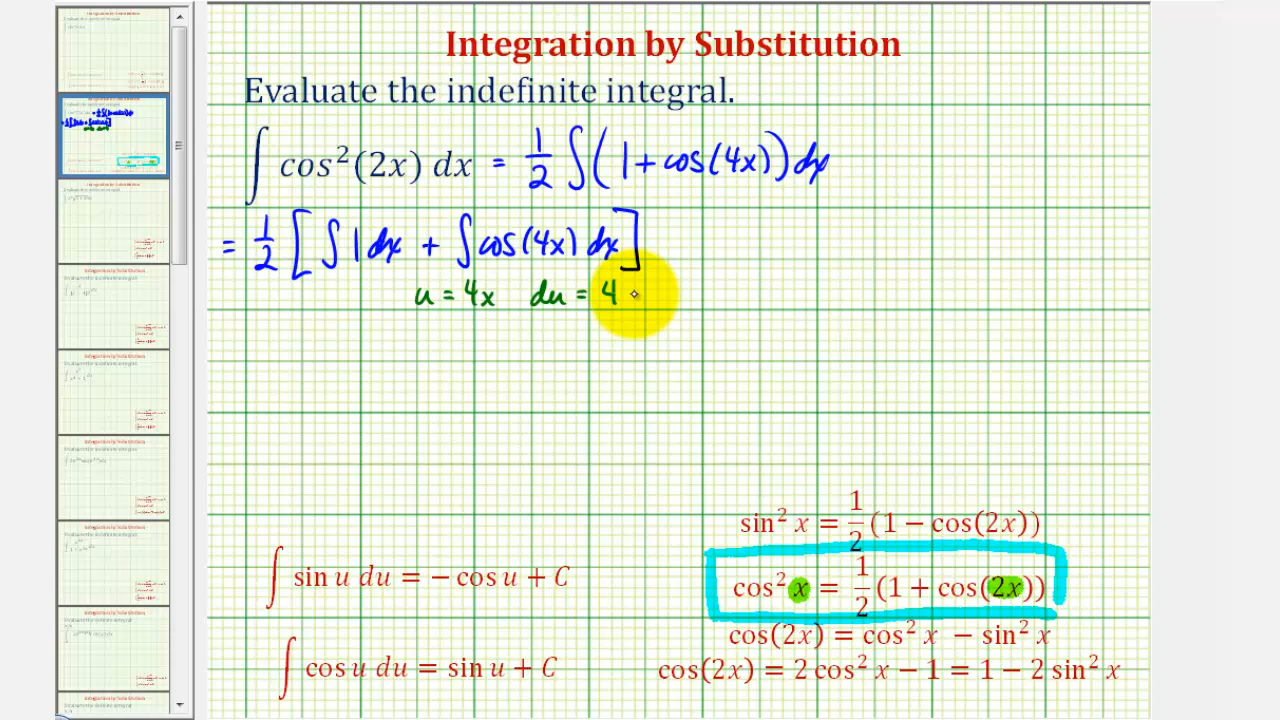 Integration by Substitution
Evaluate the indefinite integral.
∫ cos²(2x) dx = 1/2 ∫(1 + cos(4x)) dx
= 1/2 [∫ 1 dx + ∫ cos(4x) dx]
u = 4x du = 4
sin² x = 1/2 (1 − cos(2x))
∫ sin u du = −cos u + C
cos² x = 1/2 (1 + cos(2x))
cos(2x) = cos² x − sin² x
∫ cos u du = sin u + C
cos(2x) = 2 cos² x − 1 = 1 − 2 sin² x